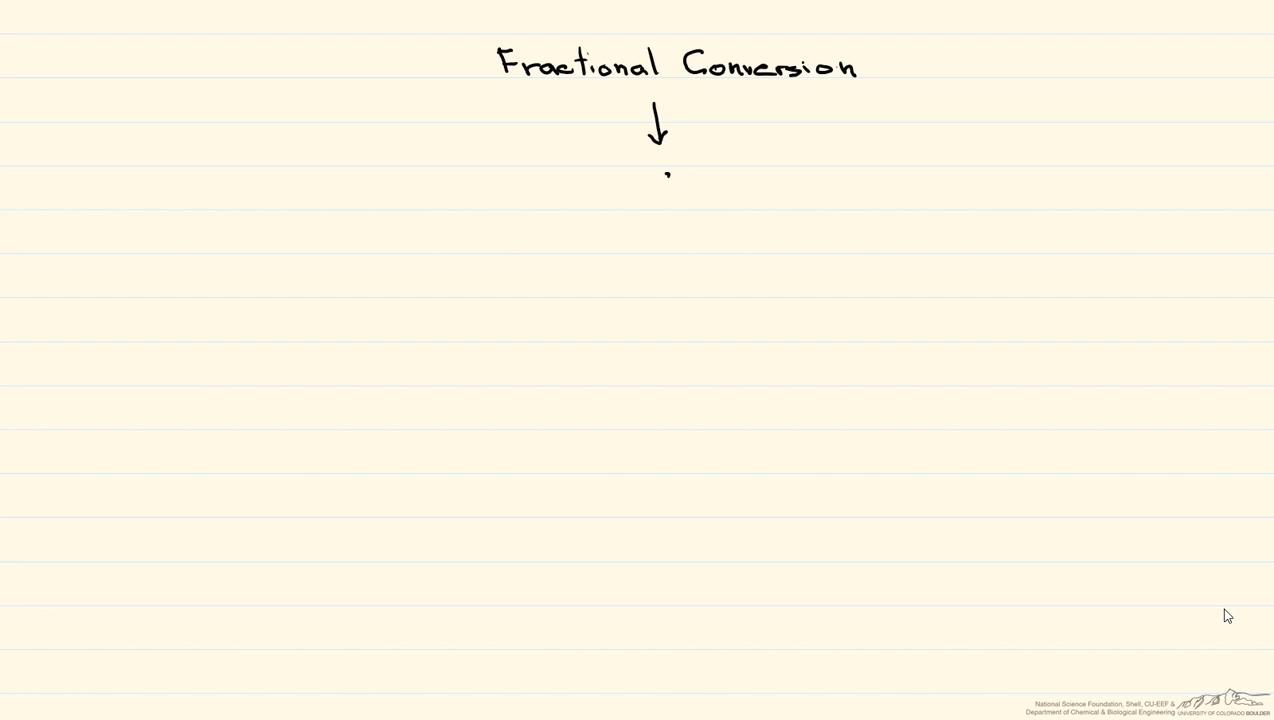 Fractional Conversion
National Science Foundation, Shell, CU-EEF &
Department of Chemical & Biological Engineering UNIVERSITY OF COLORADO BOULDER